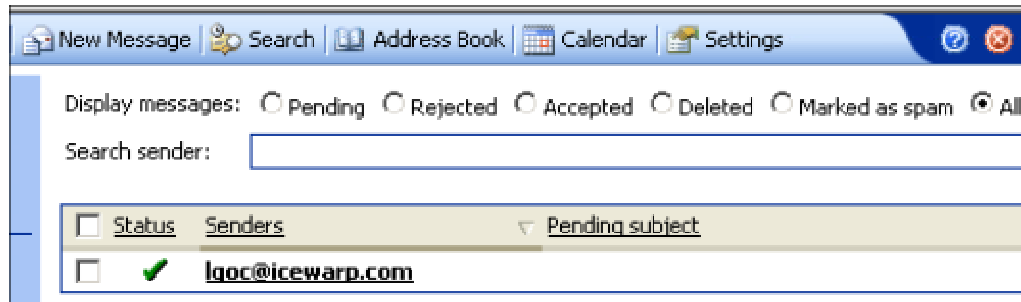 New Message Search Address Book Calendar Settings
Display messages: Pending Rejected Accepted Deleted Marked as spam All
Search sender:
Status Senders Pending subject
lgoc@icewarp.com